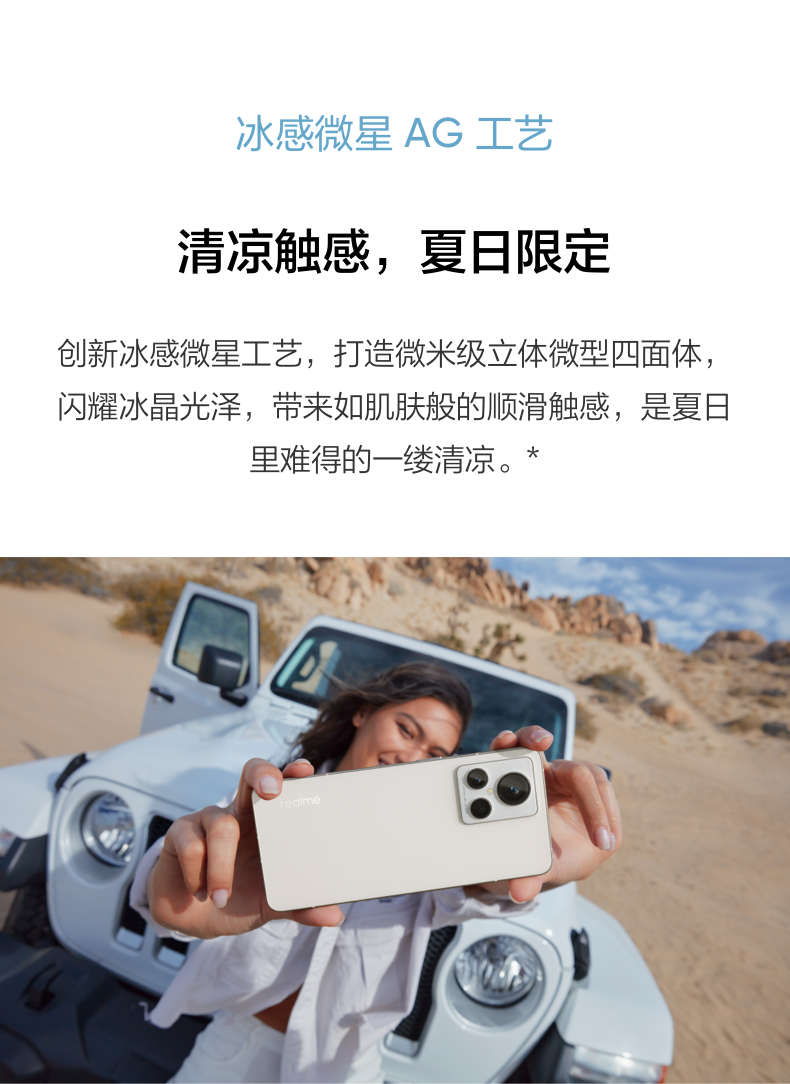 冰感微星 AG 工艺
清凉触感，夏日限定
创新冰感微星工艺，打造微米级立体微型四面体，
闪耀冰晶光泽，带来如肌肤般的顺滑触感，是夏日
里难得的一缕清凉。*
realme